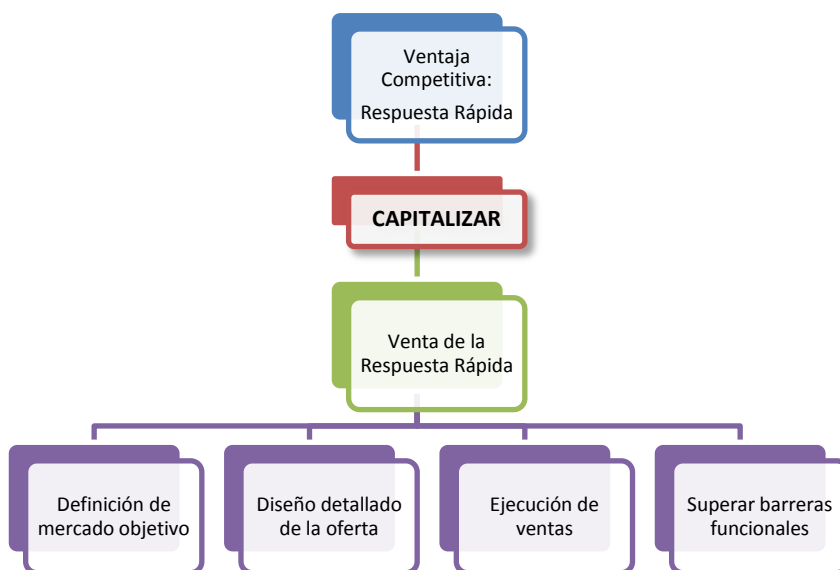 Ventaja
Competitiva:
Respuesta Rápida
CAPITALIZAR
Venta de la
Respuesta Rápida
Definición de
mercado objetivo
Diseño detallado
de la oferta
Ejecución de
ventas
Superar barreras
funcionales